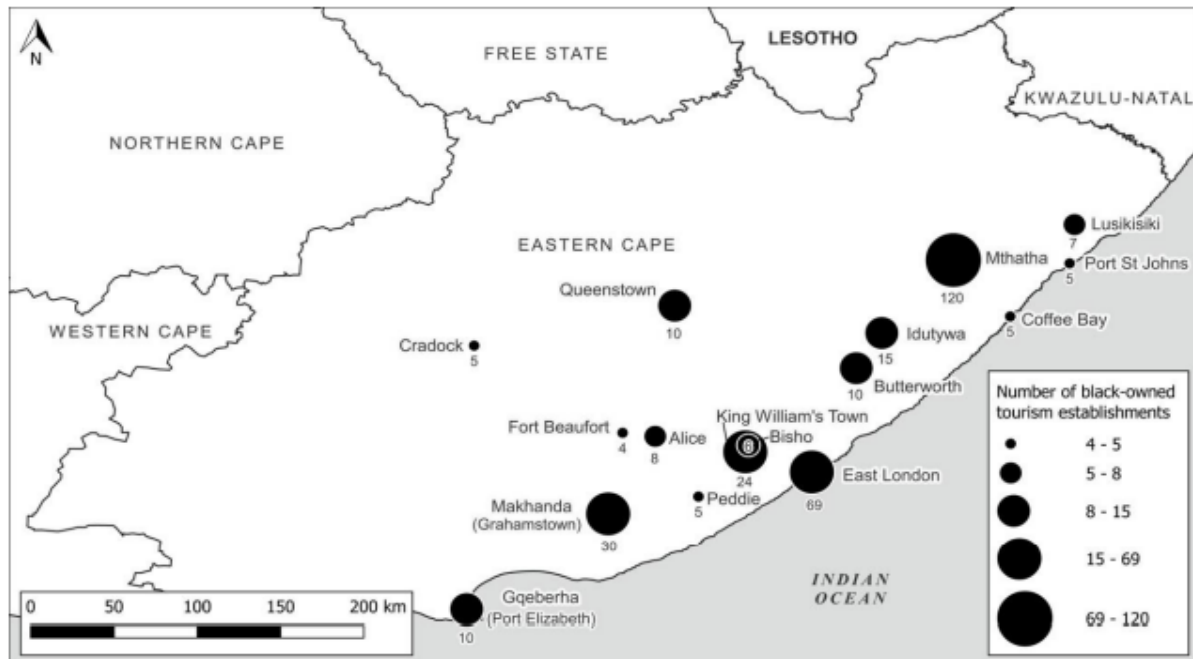 N
FREE STATE
LESOTHO
KWAZULU-NATAL
NORTHERN CAPE
EASTERN CAPE
WESTERN CAPE
Lusikisiki
7
Mthatha
120
Port St Johns
5
Queenstown
10
Coffee Bay
5
Idutywa
15
Cradock
5
Butterworth
10
King William's Town
Bisho
6
24
Fort Beaufort
4
Alice
8
East London
69
Peddie
5
Makhanda
(Grahamstown)
30
Gqeberha
(Port Elizabeth)
10
INDIAN
OCEAN
0 50 100 150 200 km
Number of black-owned
tourism establishments
4 - 5
5 - 8
8 - 15
15 - 69
69 - 120